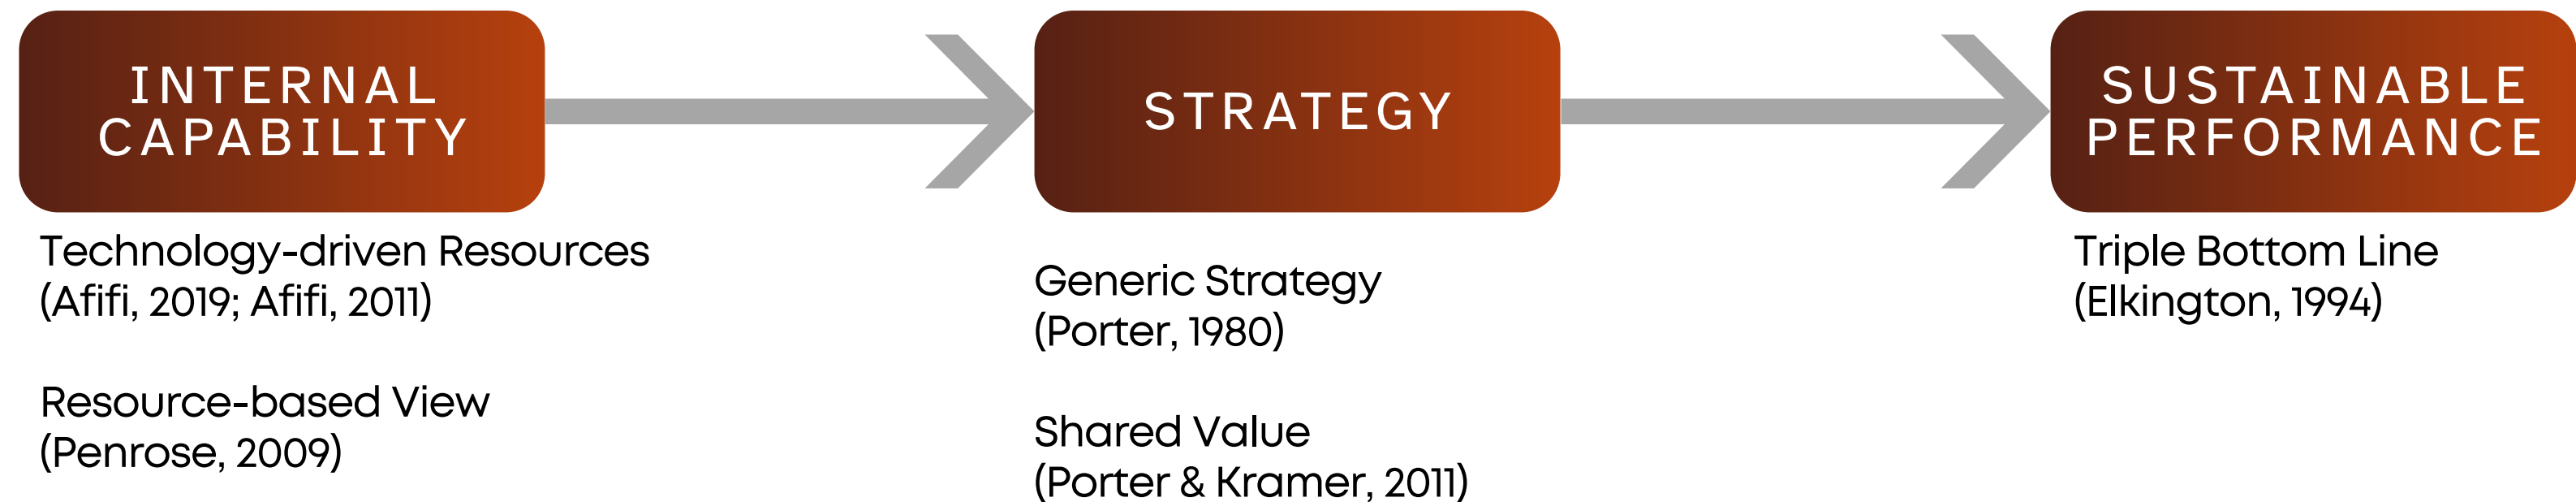 INTERNAL
CAPABILITY
Technology-driven Resources
(Afifi, 2019; Afifi, 2011)
Resource-based View
(Penrose, 2009)
STRATEGY
Generic Strategy
(Porter, 1980)
Shared Value
(Porter & Kramer, 2011)
SUSTAINABLE
PERFORMANCE
Triple Bottom Line
(Elkington, 1994)